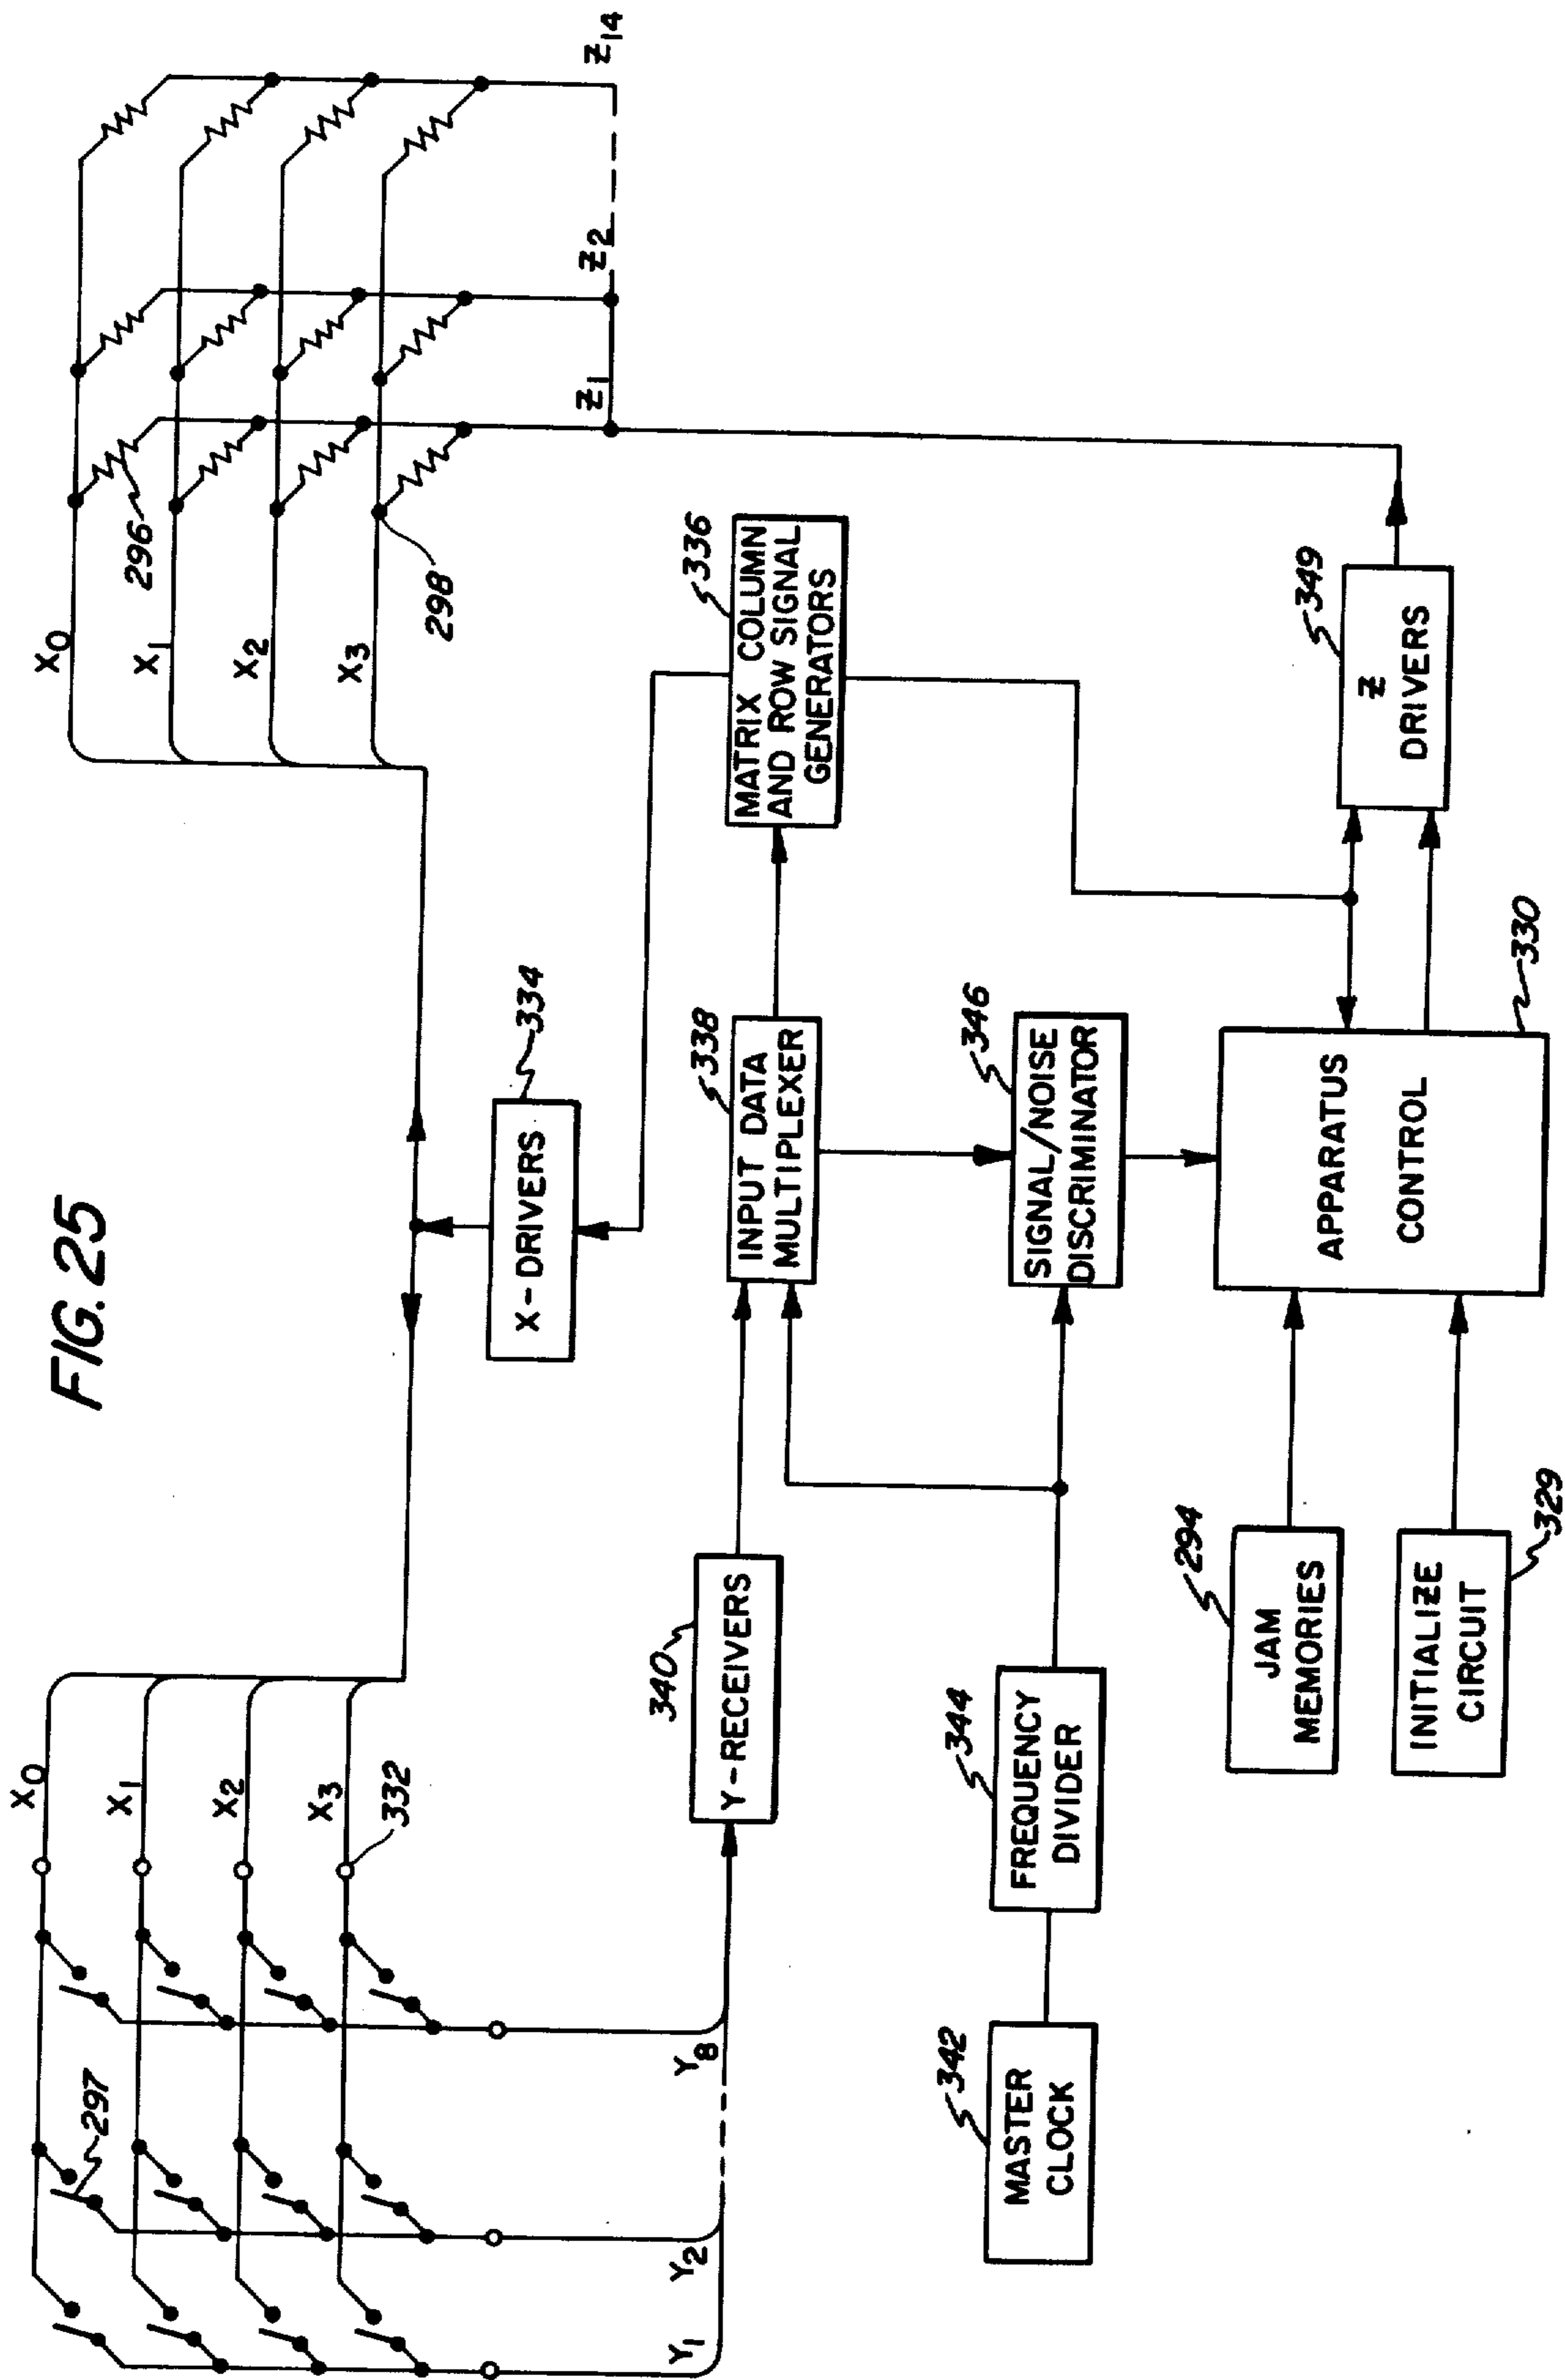 FIG. 25
X0
X1
X2
X3
332
297
Y1
Y2
Y8
X0
X1
X2
X3
296
298
Z1
Z2
Z14
334
X-DRIVERS
340
Y-RECEIVERS
338
INPUT DATA
MULTIPLEXER
336
MATRIX COLUMN
AND ROW SIGNAL
GENERATORS
342
MASTER
CLOCK
344
FREQUENCY
DIVIDER
346
SIGNAL/NOISE
DISCRIMINATOR
294
JAM
MEMORIES
INITIALIZE
CIRCUIT
329
APPARATUS
CONTROL
330
349
Z
DRIVERS